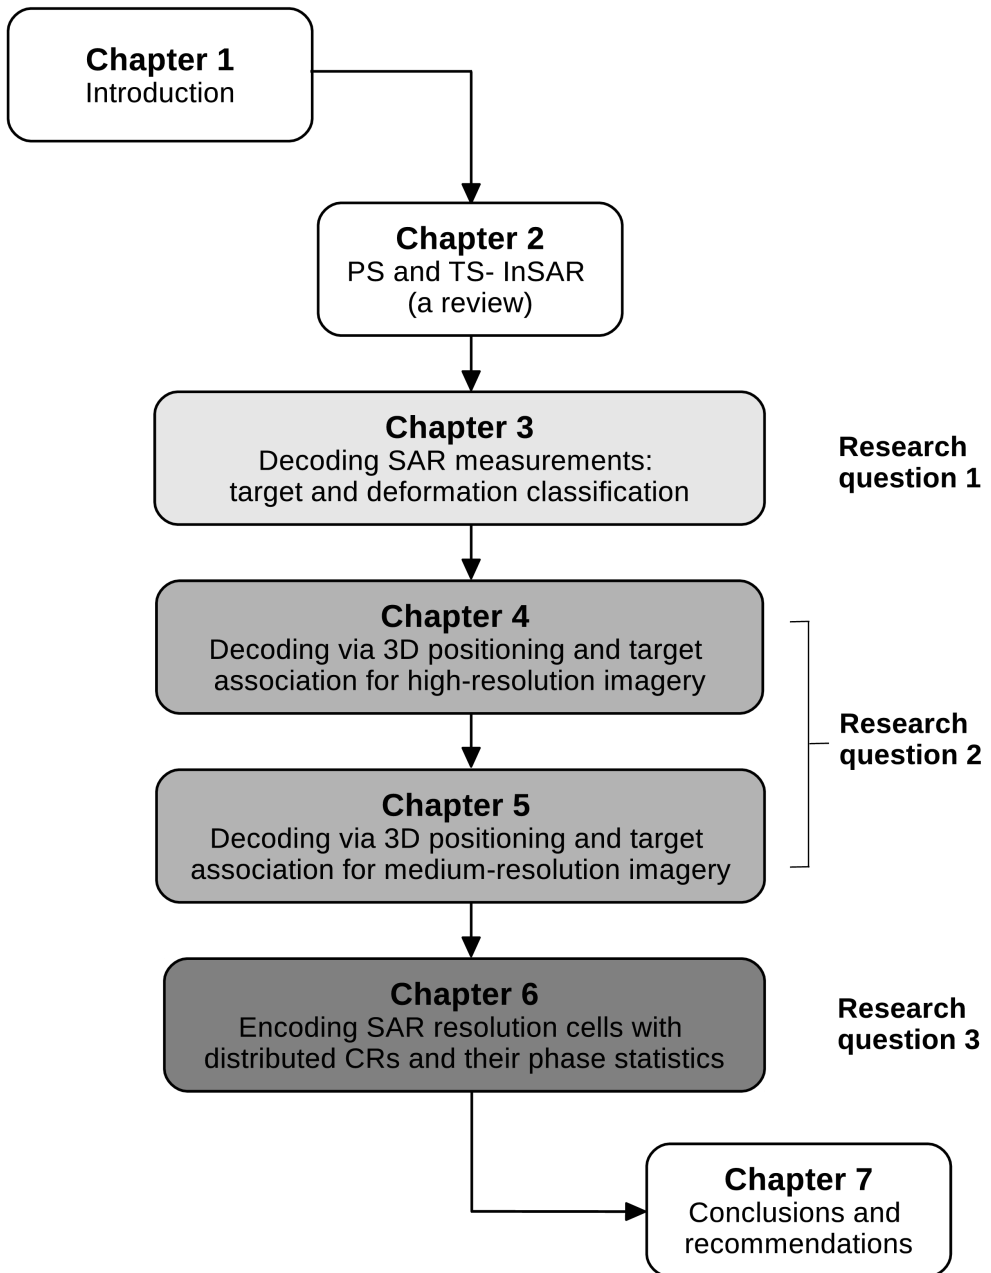 Chapter 1
Introduction
Chapter 2
PS and TS- InSAR
(a review)
Chapter 3
Decoding SAR measurements:
target and deformation classification
Research
question 1
Chapter 4
Decoding via 3D positioning and target
association for high-resolution imagery
Research
question 2
Chapter 5
Decoding via 3D positioning and target
association for medium-resolution imagery
Chapter 6
Encoding SAR resolution cells with
distributed CRs and their phase statistics
Research
question 3
Chapter 7
Conclusions and
recommendations